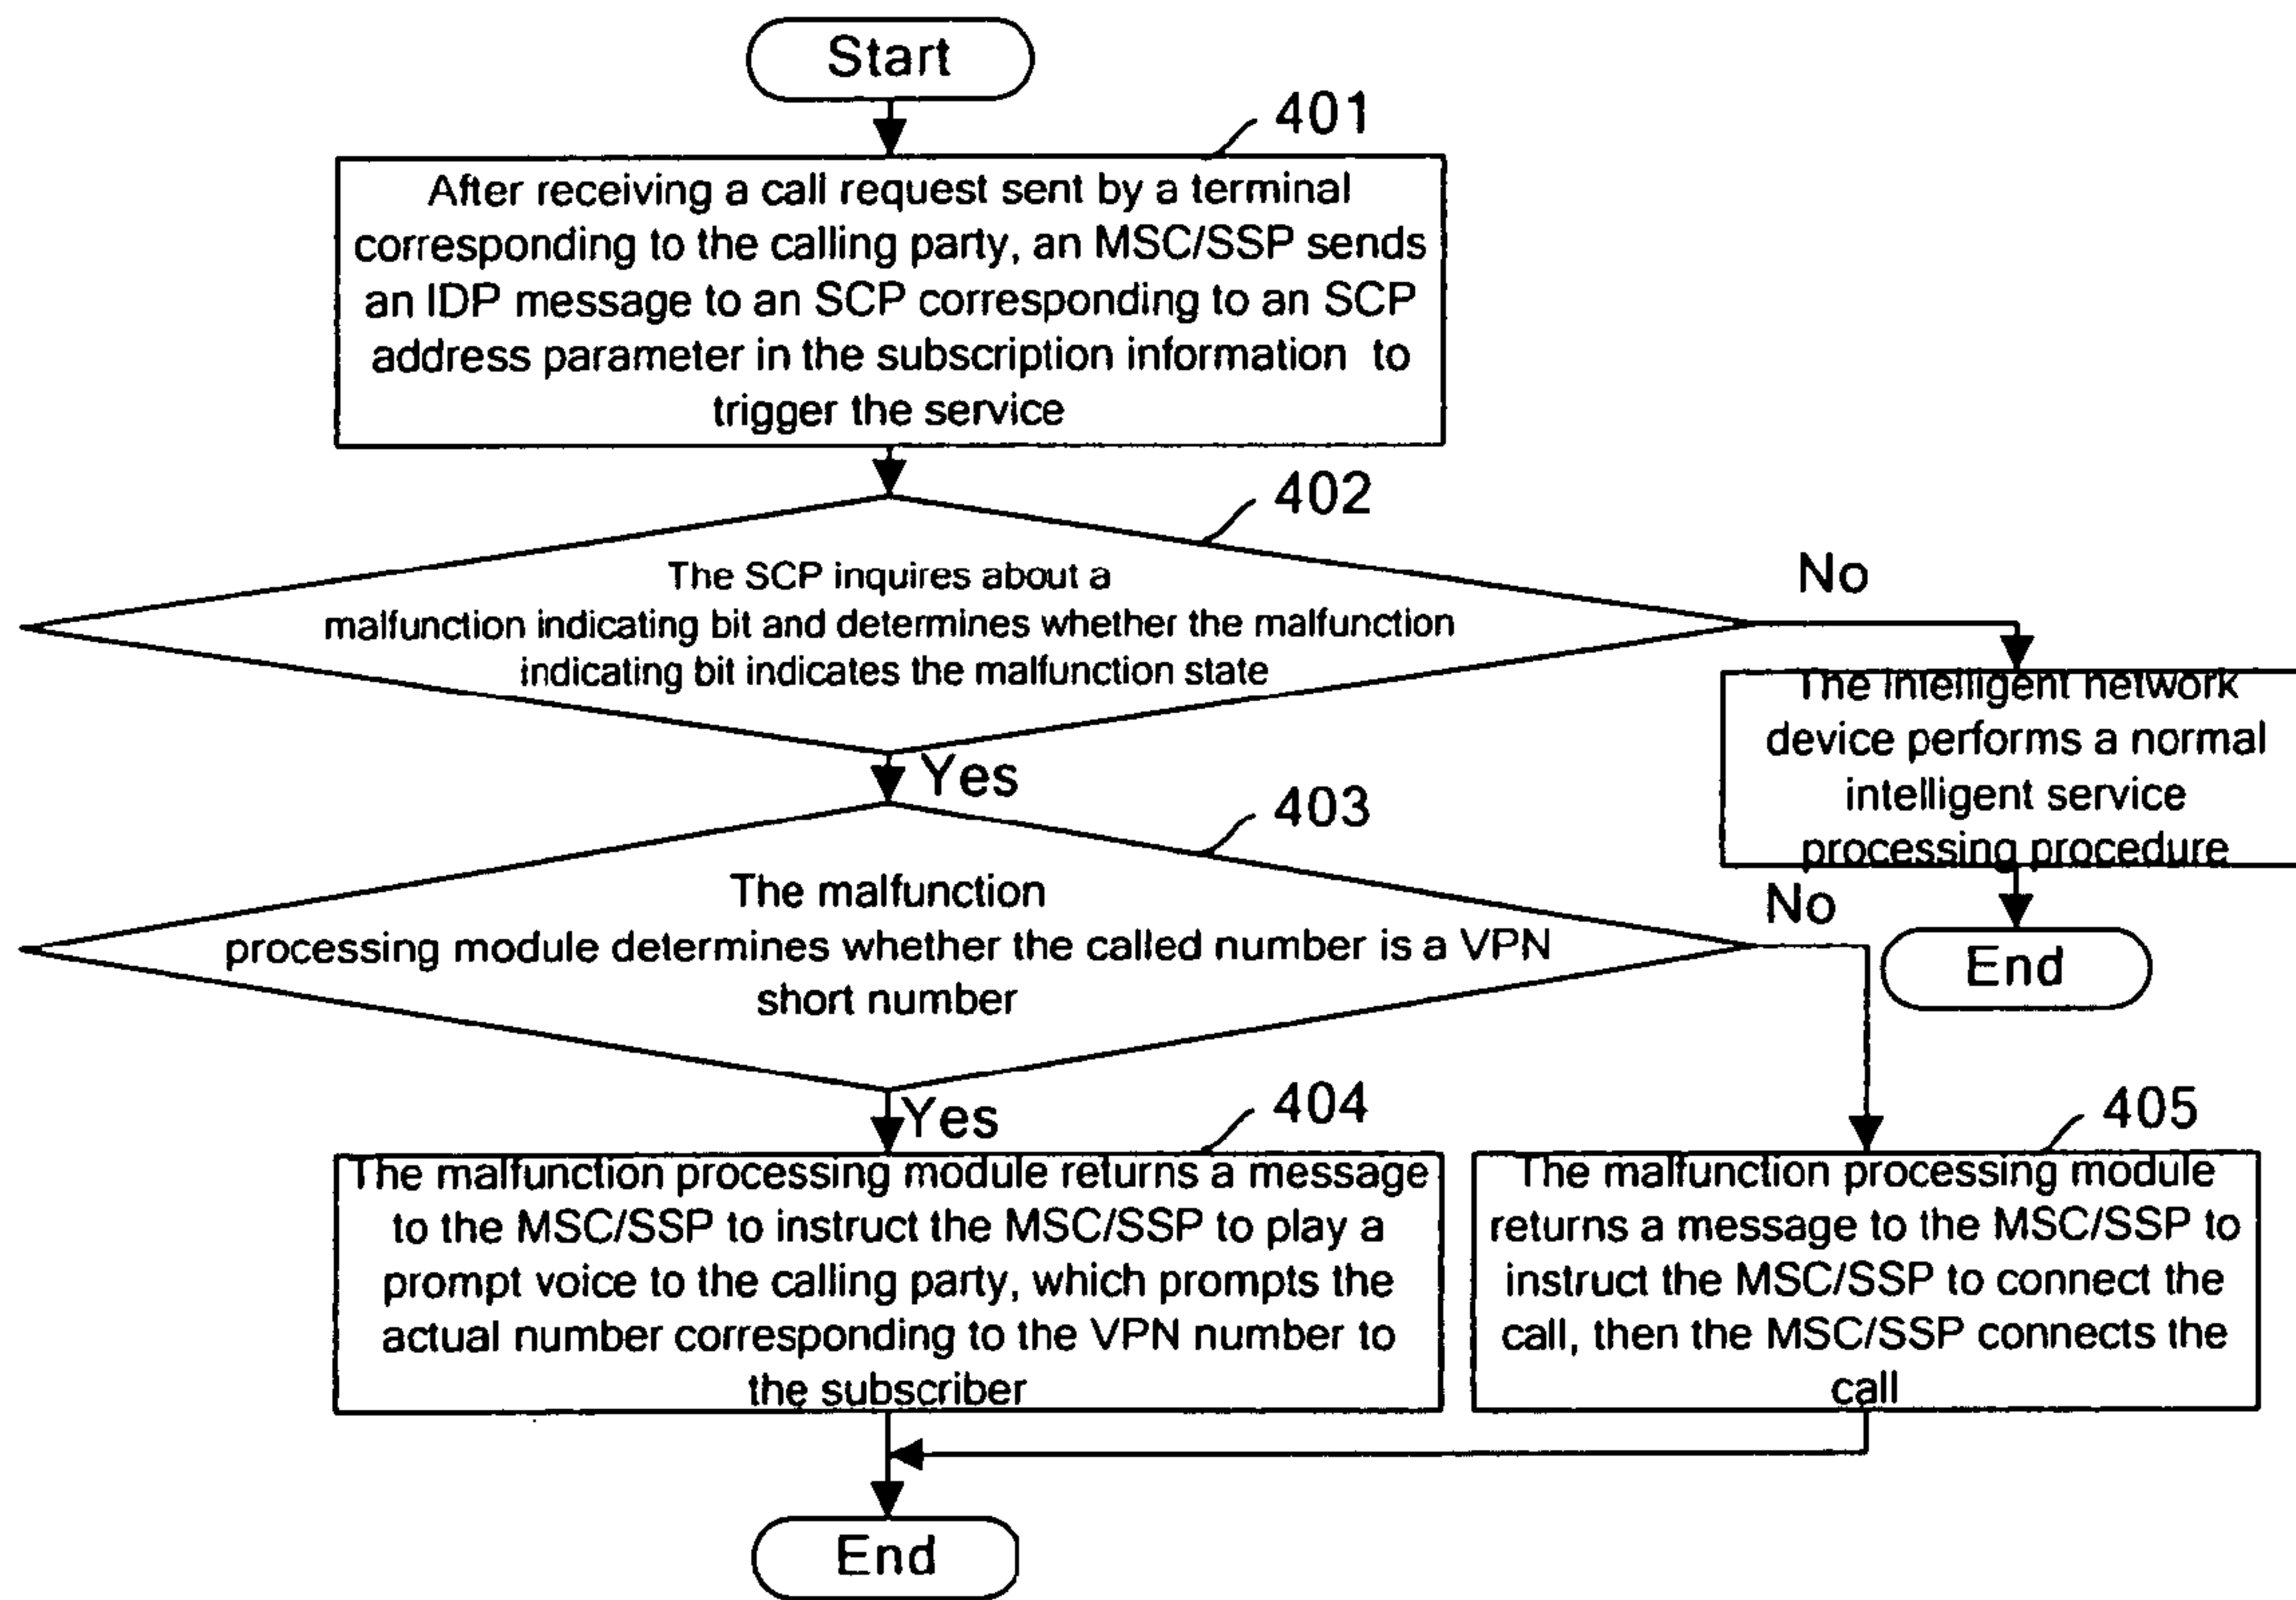 Start
401
After receiving a call request sent by a terminal
corresponding to the calling party, an MSC/SSP sends
an IDP message to an SCP corresponding to an SCP
address parameter in the subscription information to
trigger the service
402
The SCP inquires about a
malfunction indicating bit and determines whether the malfunction
indicating bit indicates the malfunction state
No
The intelligent network
device performs a normal
intelligent service
processing procedure
End
Yes
403
The malfunction
processing module determines whether the called number is a VPN
short number
No
Yes
404
The malfunction processing module returns a message
to the MSC/SSP to instruct the MSC/SSP to play a
prompt voice to the calling party, which prompts the
actual number corresponding to the VPN number to
the subscriber
405
The malfunction processing module
returns a message to the MSC/SSP to
instruct the MSC/SSP to connect the
call, then the MSC/SSP connects the
call
End